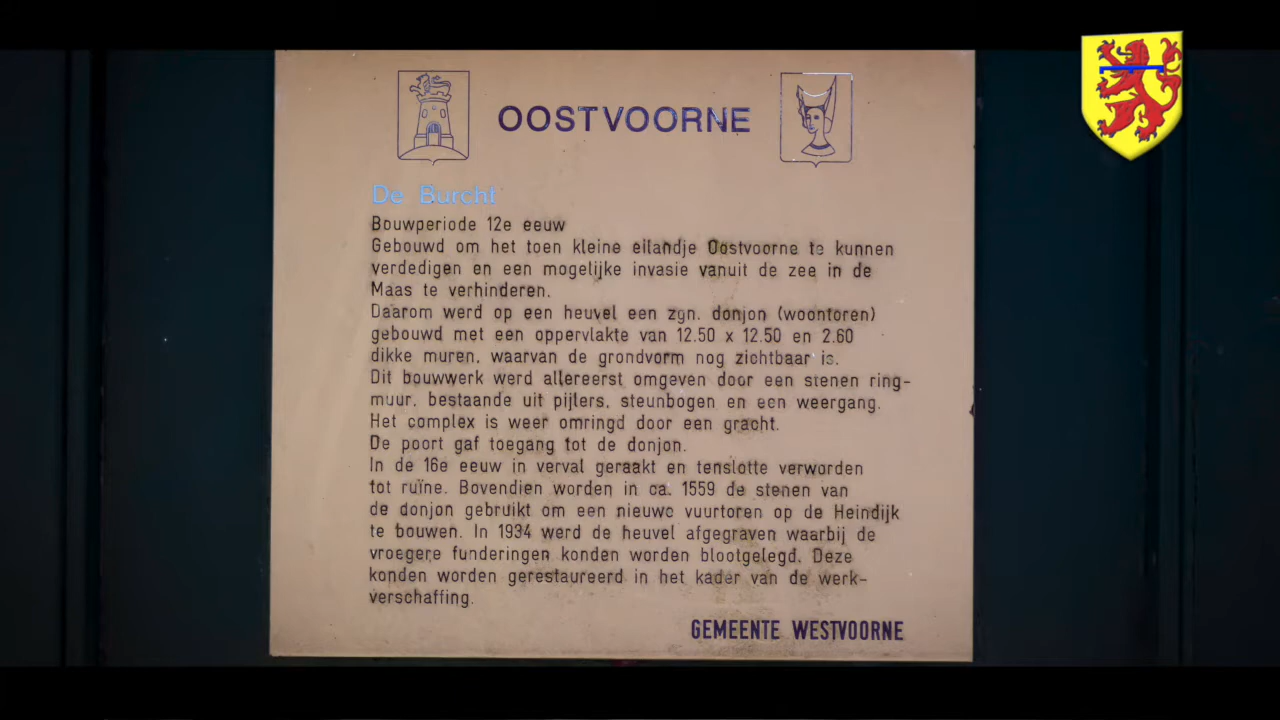 OOSTVOORNE
De Burcht
Bouwperiode 12e eeuw
Gebouwd om het toen kleine eilandje Oostvoorne te kunnen
verdedigen en een mogelijke invasie vanuit de zee in de
Maas te verhinderen.
Daarom werd op een heuvel een zgn. donjon (woontoren)
gebouwd met een oppervlakte van 12.50 x 12.50 en 2.60
dikke muren, waarvan de grondvorm nog zichtbaar is.
Dit bouwwerk werd allereerst omgeven door een stenen ring-
muur, bestaande uit pijlers, steunbogen en een weergang.
Het complex is weer omringd door een gracht.
De poort gaf toegang tot de donjon.
In de 16e eeuw in verval geraakt en tenslotte verworden
tot ruïne. Bovendien worden in ca. 1559 de stenen van
de donjon gebruikt om een nieuwe vuurtoren op de Heindijk
te bouwen. In 1934 werd de heuvel afgegraven waarbij de
vroegere funderingen konden worden blootgelegd. Deze
konden worden gerestaureerd in het kader van de werk-
verschaffing.
GEMEENTE WESTVOORNE